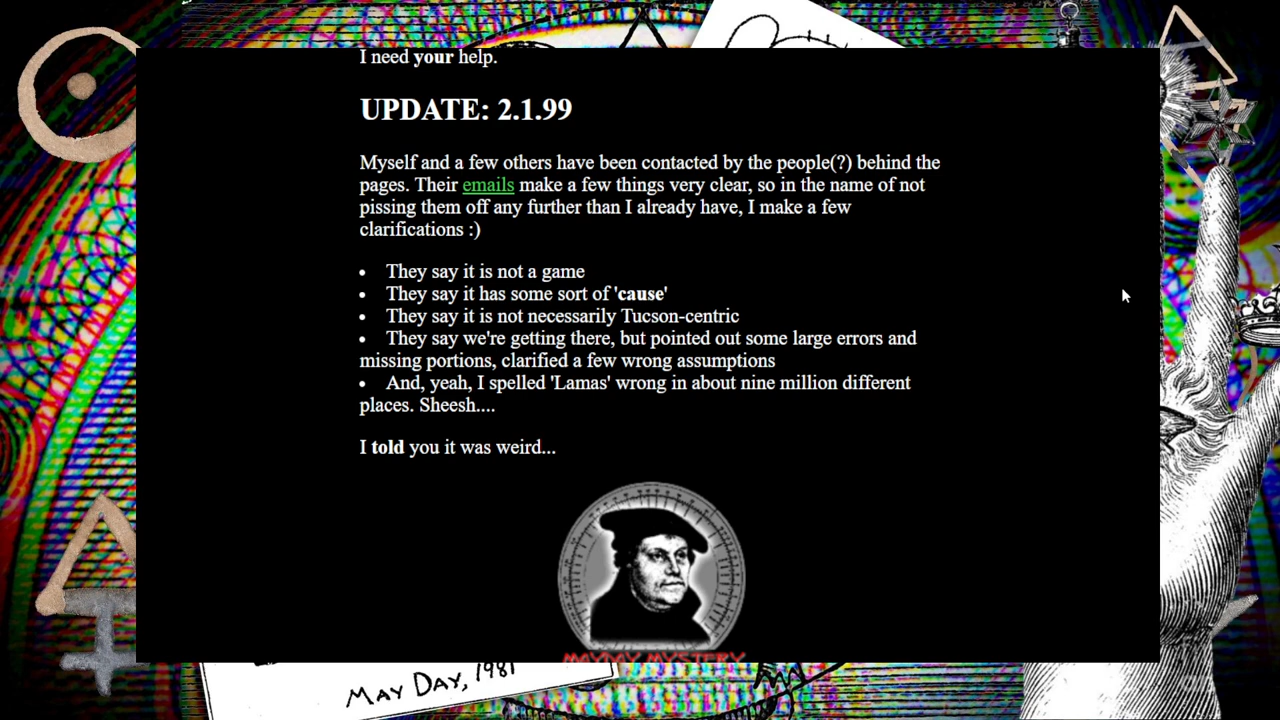 I need your help.
UPDATE: 2.1.99
Myself and a few others have been contacted by the people(?) behind the
pages. Their emails make a few things very clear, so in the name of not
pissing them off any further than I already have, I make a few
clarifications :)
• They say it is not a game
• They say it has some sort of 'cause'
• They say it is not necessarily Tucson-centric
• They say we're getting there, but pointed out some large errors and
missing portions, clarified a few wrong assumptions
• And, yeah, I spelled 'Lamas' wrong in about nine million different
places. Sheesh....
I told you it was weird...
MAYDAY MYSTERY
MAY DAY, 1981